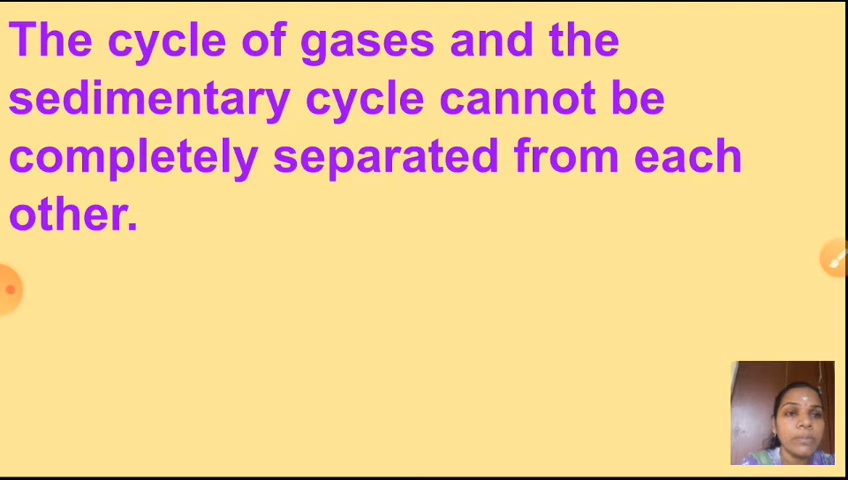 The cycle of gases and the
sedimentary cycle cannot be
completely separated from each
other.